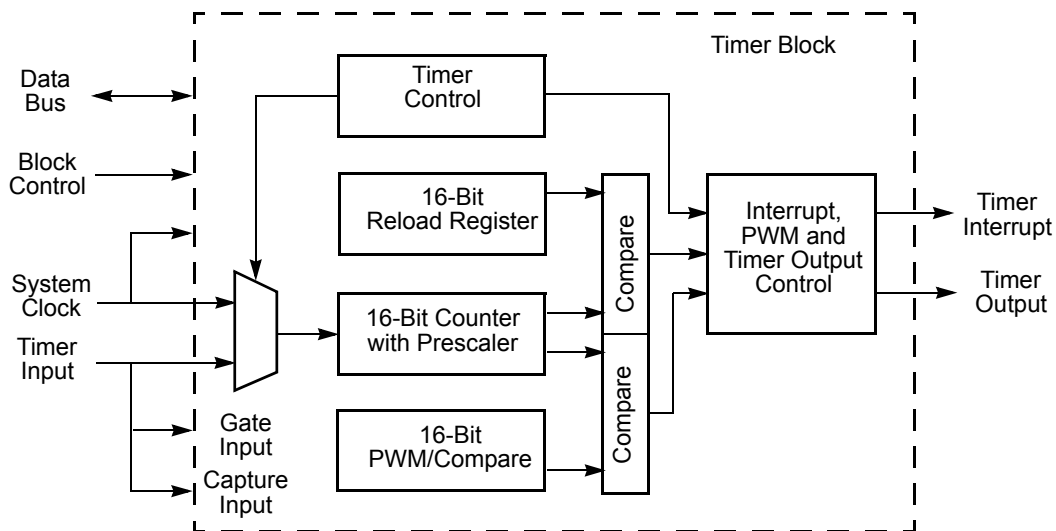 Timer Block
Data
Bus
Block
Control
System
Clock
Timer
Input
Gate
Input
Capture
Input
Timer
Control
16-Bit
Reload Register
16-Bit Counter
with Prescaler
16-Bit
PWM/Compare
Compare
Compare
Interrupt,
PWM and
Timer Output
Control
Timer
Interrupt
Timer
Output